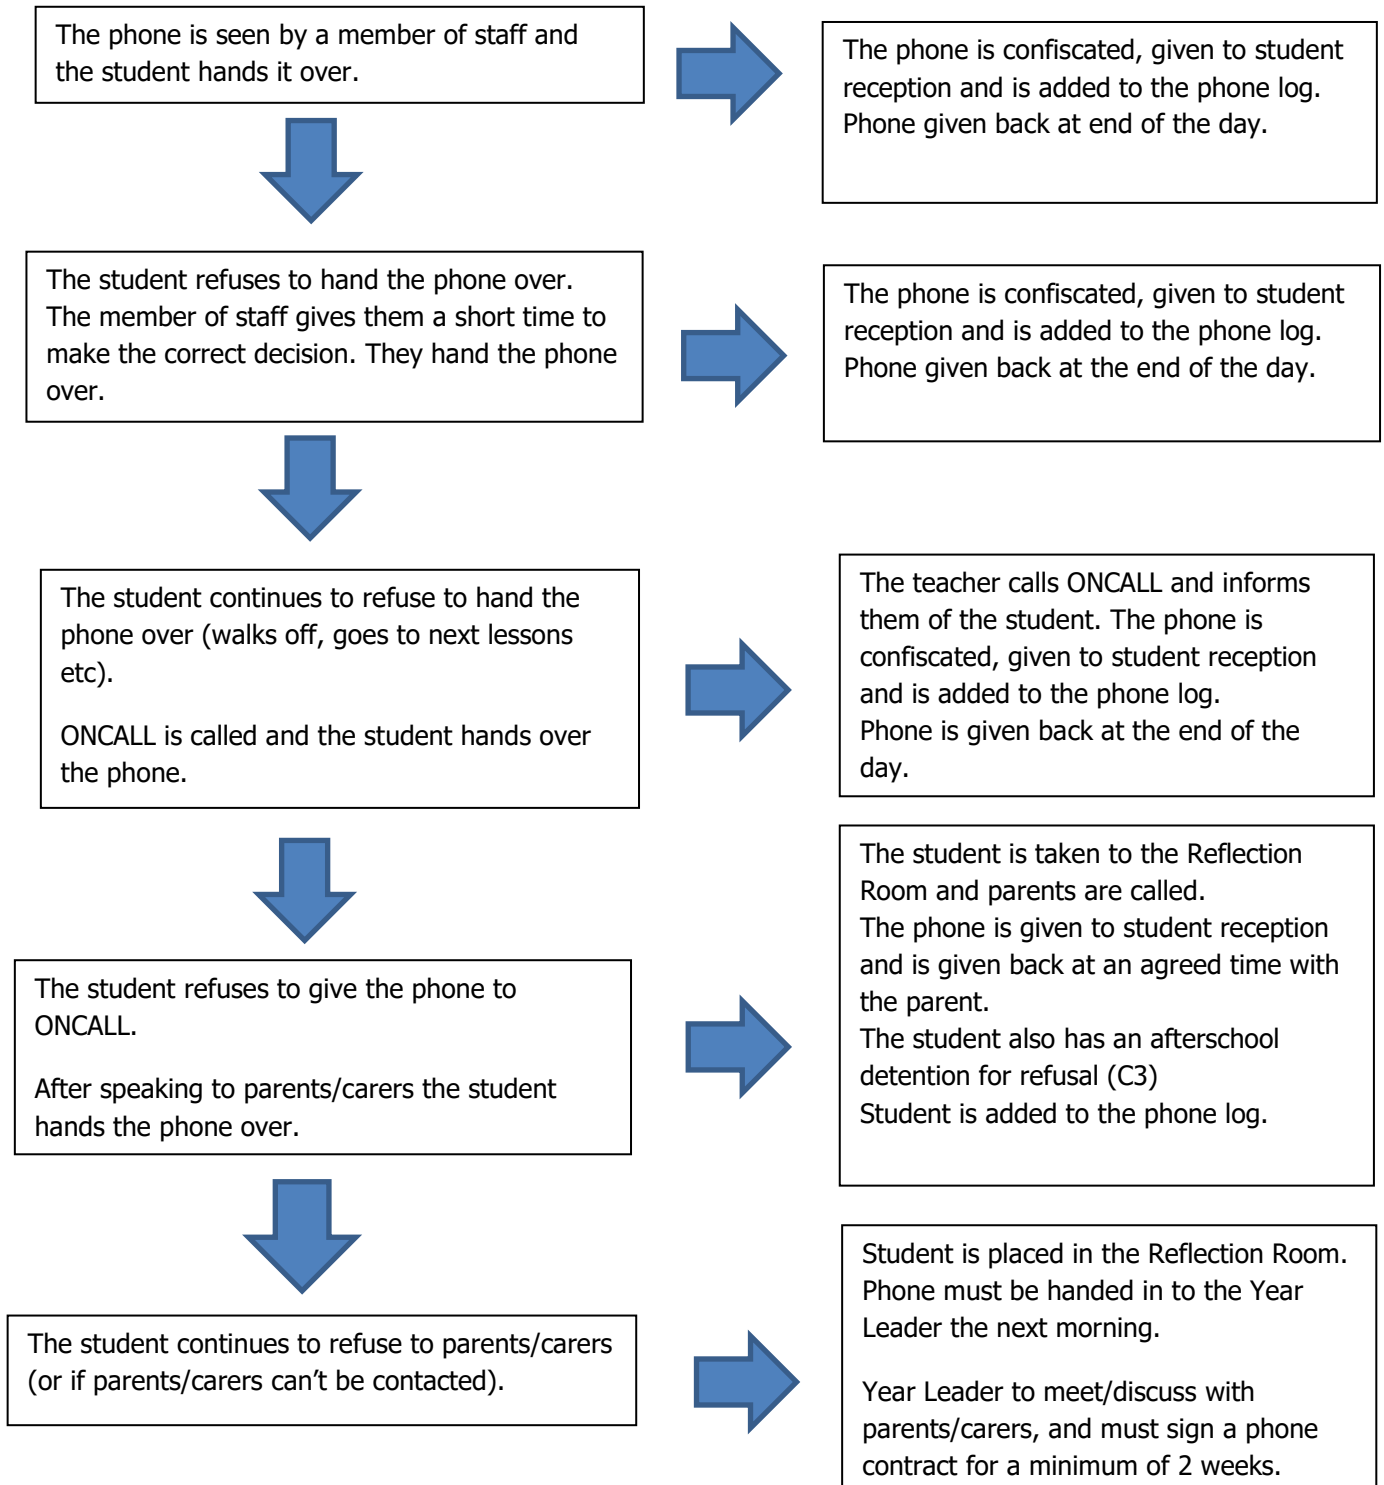 The phone is seen by a member of staff and
the student hands it over.
The phone is confiscated, given to student
reception and is added to the phone log.
Phone given back at end of the day.
The student refuses to hand the phone over.
The member of staff gives them a short time to
make the correct decision. They hand the phone
over.
The phone is confiscated, given to student
reception and is added to the phone log.
Phone given back at the end of the day.
The student continues to refuse to hand the
phone over (walks off, goes to next lessons
etc).
ONCALL is called and the student hands over
the phone.
The teacher calls ONCALL and informs
them of the student. The phone is
confiscated, given to student reception
and is added to the phone log.
Phone is given back at the end of the
day.
The student refuses to give the phone to
ONCALL.
After speaking to parents/carers the student
hands the phone over.
The student is taken to the Reflection
Room and parents are called.
The phone is given to student reception
and is given back at an agreed time with
the parent.
The student also has an afterschool
detention for refusal (C3)
Student is added to the phone log.
The student continues to refuse to parents/carers
(or if parents/carers can’t be contacted).
Student is placed in the Reflection Room.
Phone must be handed in to the Year
Leader the next morning.
Year Leader to meet/discuss with
parents/carers, and must sign a phone
contract for a minimum of 2 weeks.